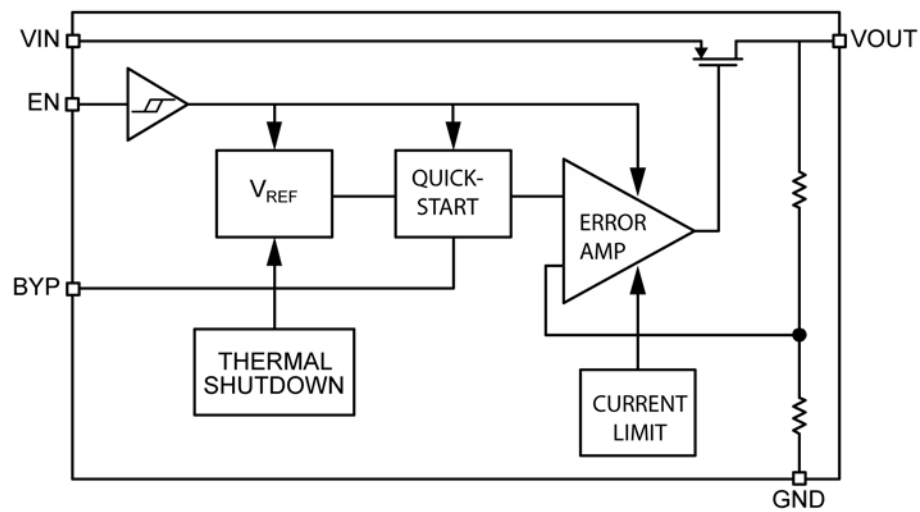 VIN
VOUT
EN
VREF
QUICK-
START
ERROR
AMP
BYP
THERMAL
SHUTDOWN
CURRENT
LIMIT
GND